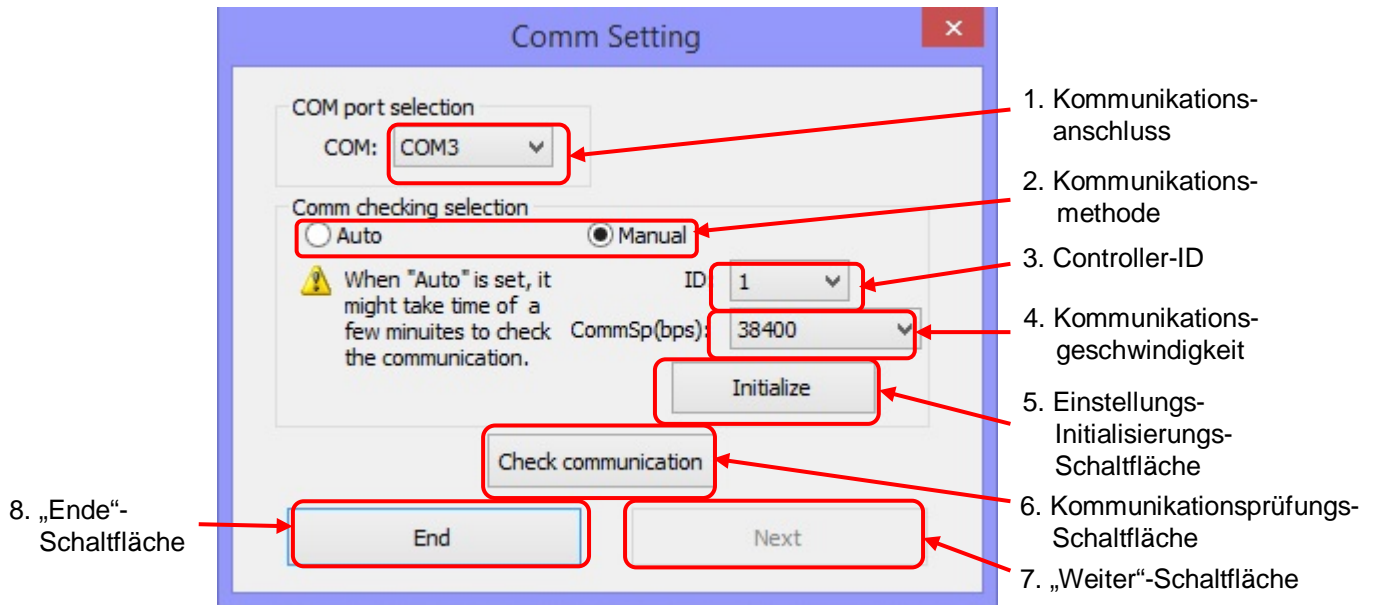 Comm Setting
COM port selection
COM: COM3
Comm checking selection
Auto Manual
When "Auto" is set, it
might take time of a
few minuites to check
the communication.
ID: 1
CommSp(bps): 38400
Initialize
Check communication
End Next
1. Kommunikations-
anschluss
2. Kommunikations-
methode
3. Controller-ID
4. Kommunikations-
geschwindigkeit
5. Einstellungs-
Initialisierungs-
Schaltfläche
6. Kommunikationsprüfungs-
Schaltfläche
7. „Weiter“-Schaltfläche
8. „Ende“-
Schaltfläche